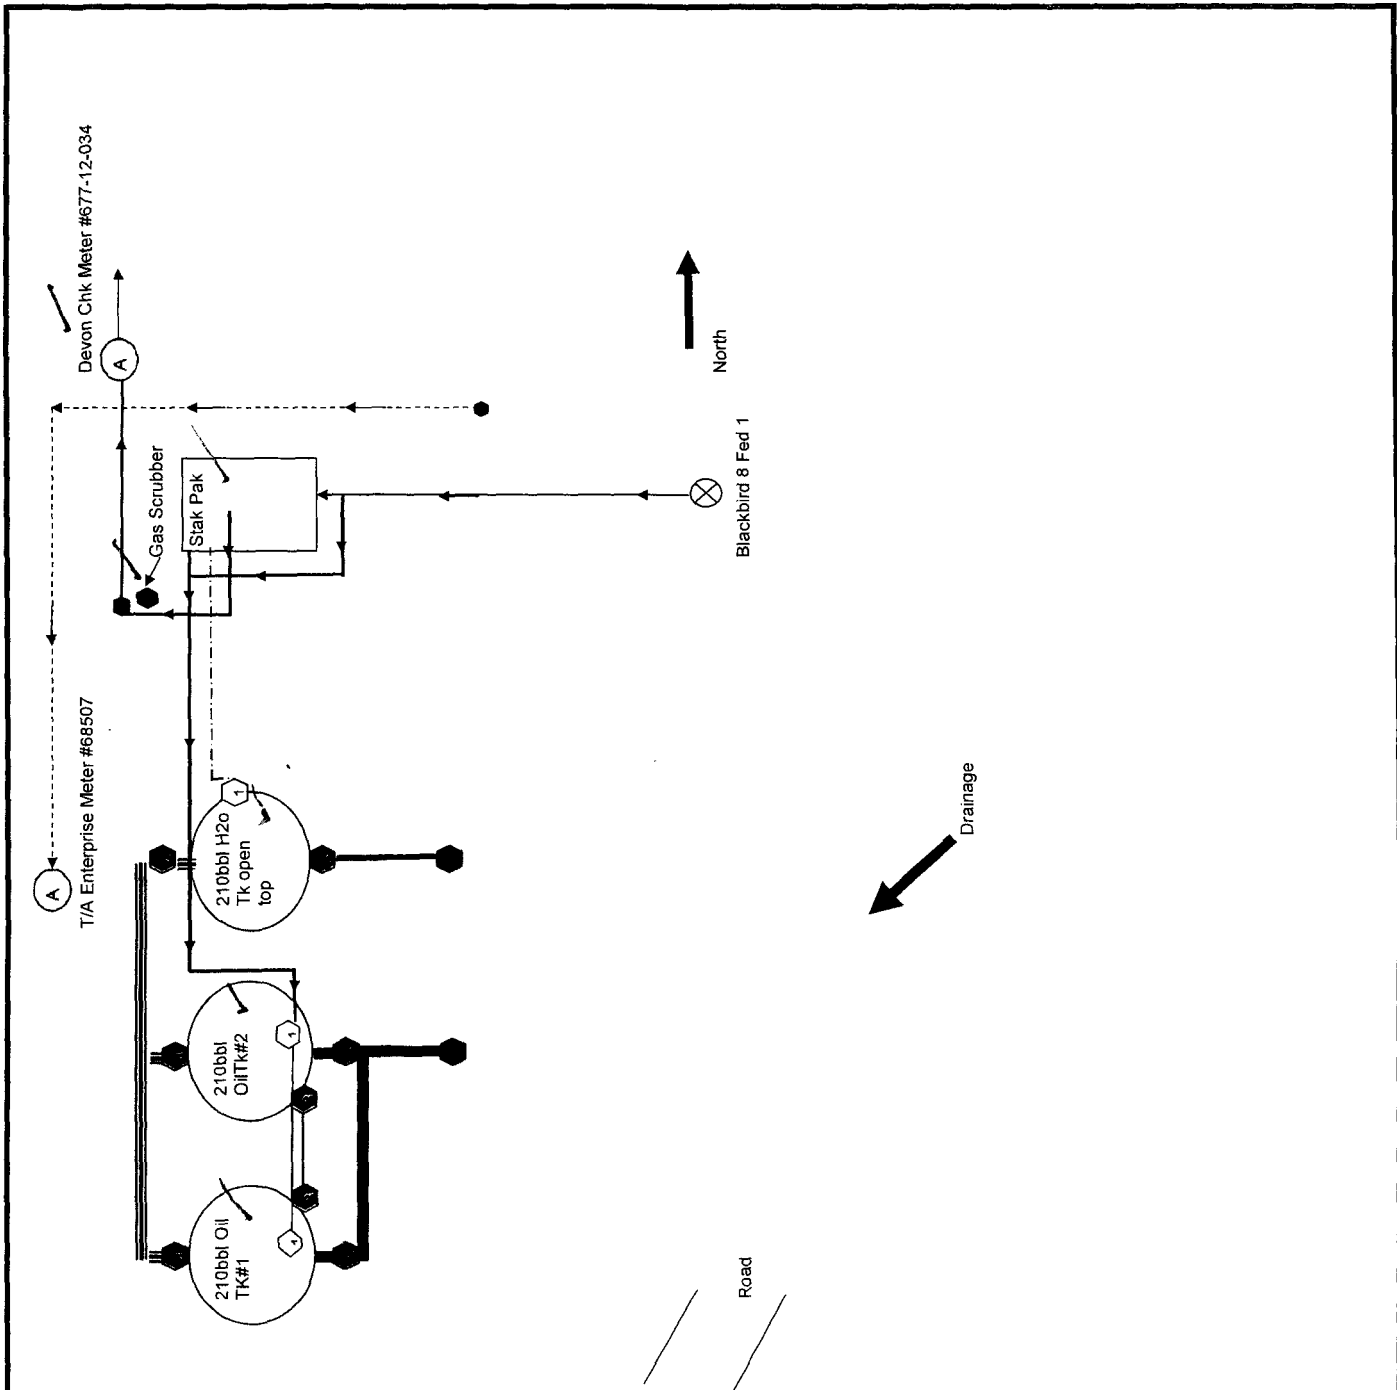 Devon Chk Meter #677-12-034
A
Gas Scrubber
Stak Pak
North
Blackbird 8 Fed 1
T/A Enterprise Meter #68507
A
210bbl H2o
Tk open
top
1
Drainage
210bbl
OilTk#2
1
210bbl Oil
TK#1
1
Road